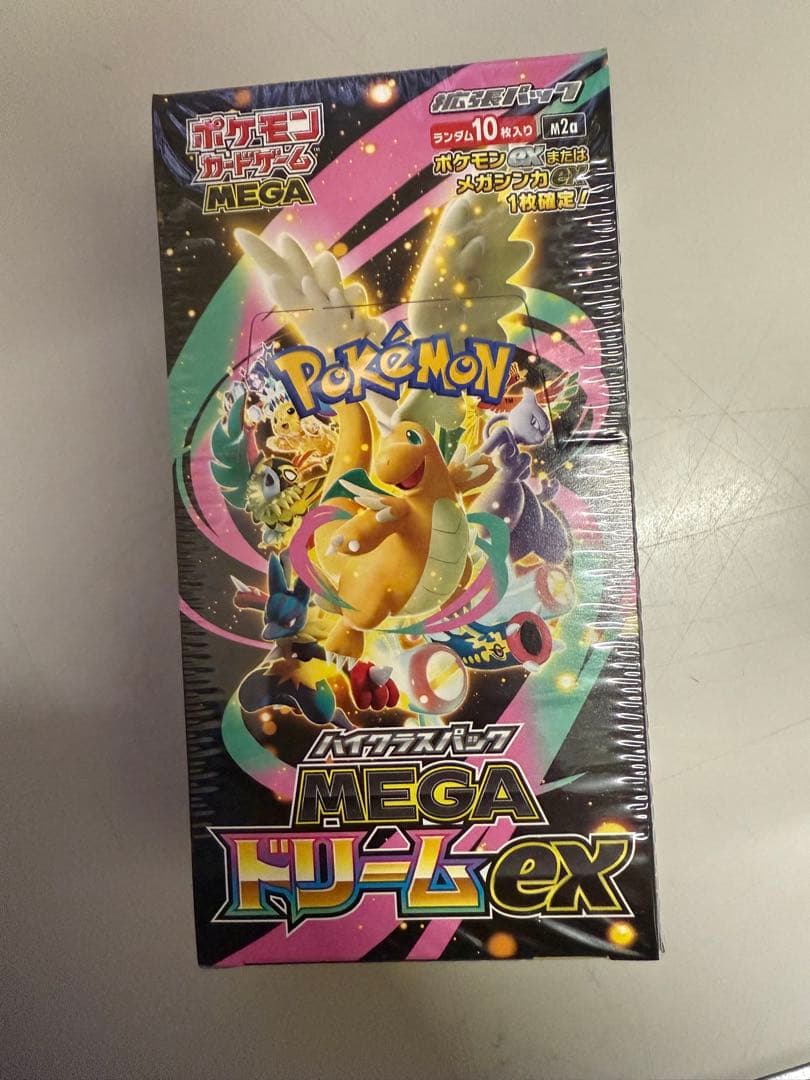 ポケモン
カードゲーム
MEGA
拡張パック
ランダム10枚入り M2a
ポケモンexまたは
メガシンカex
1枚確定!
POKéMON
ハイクラスパック
MEGA
ドリームex